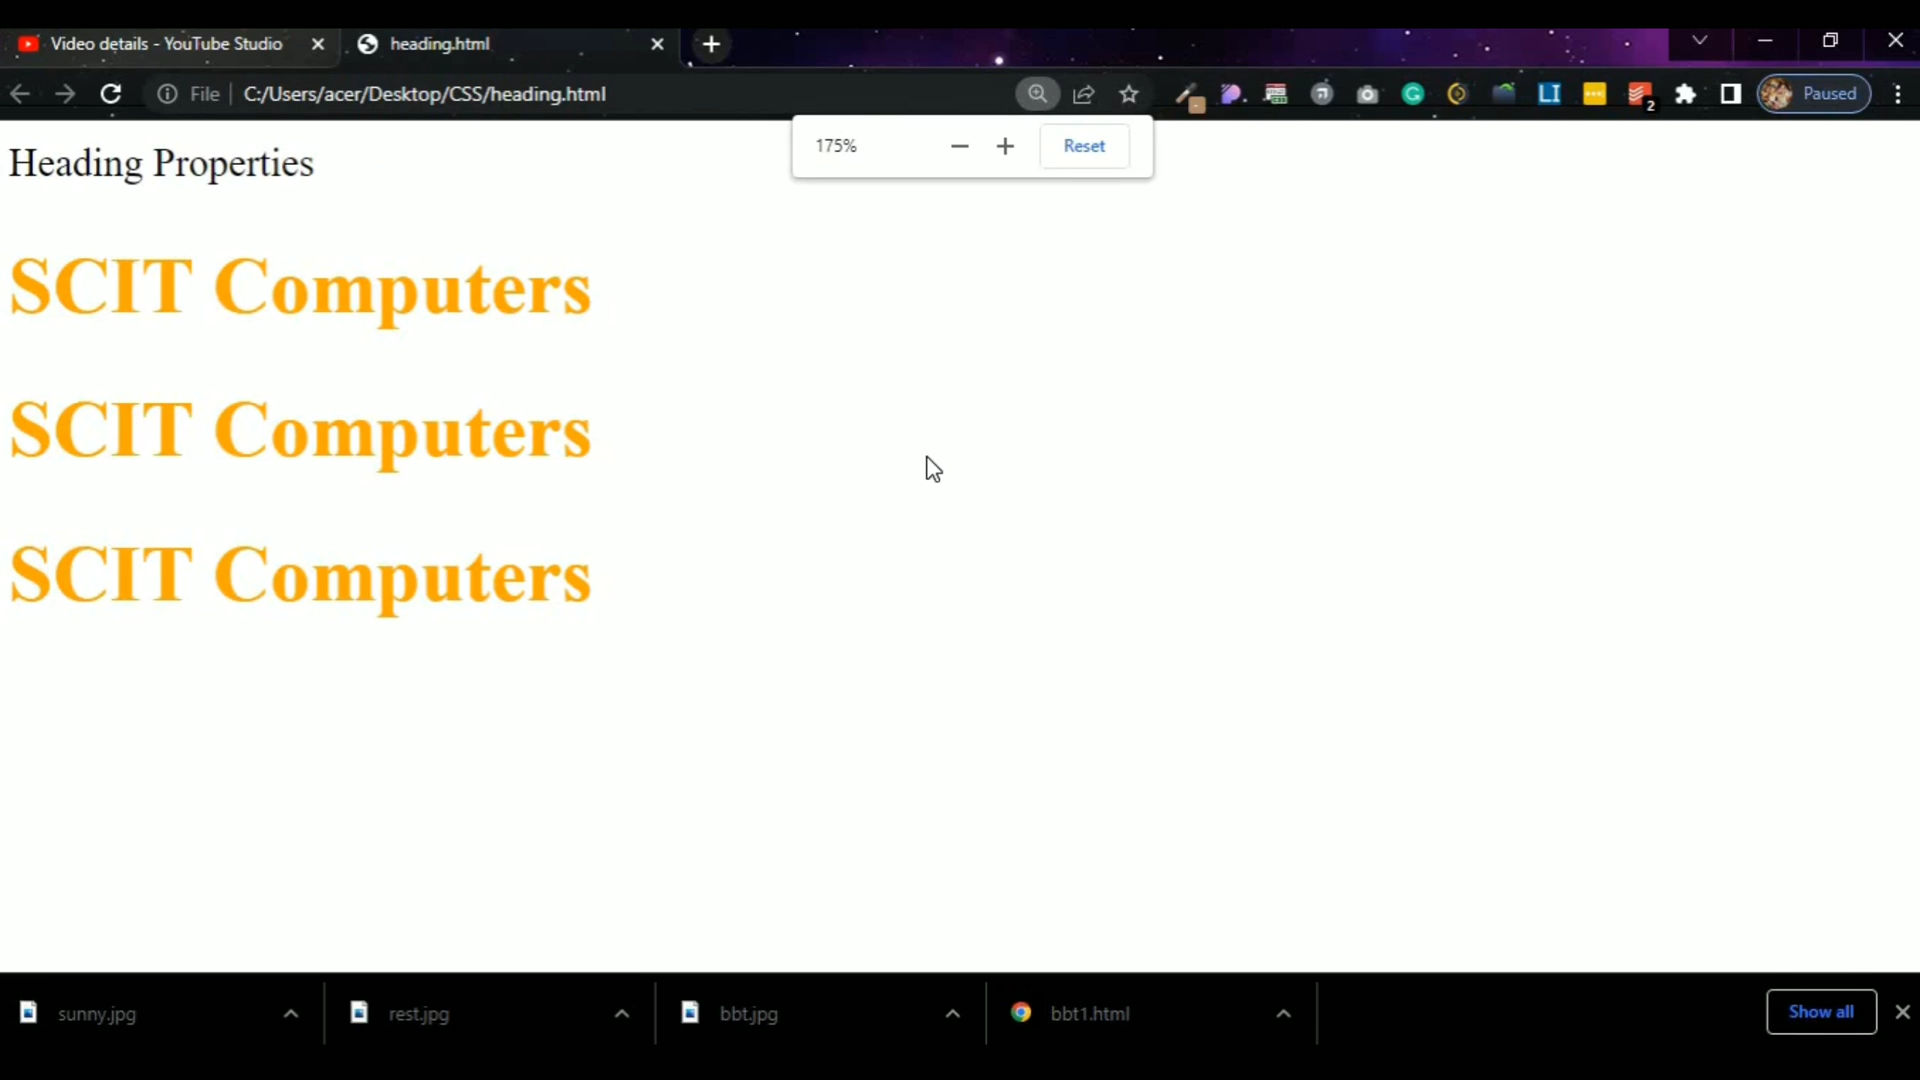 Video details - YouTube Studio
heading.html
File
C:/Users/acer/Desktop/CSS/heading.html
2
Paused
175%
Reset
Heading Properties
SCIT Computers
SCIT Computers
SCIT Computers
sunny.jpg
rest.jpg
bbt.jpg
bbt1.html
Show all